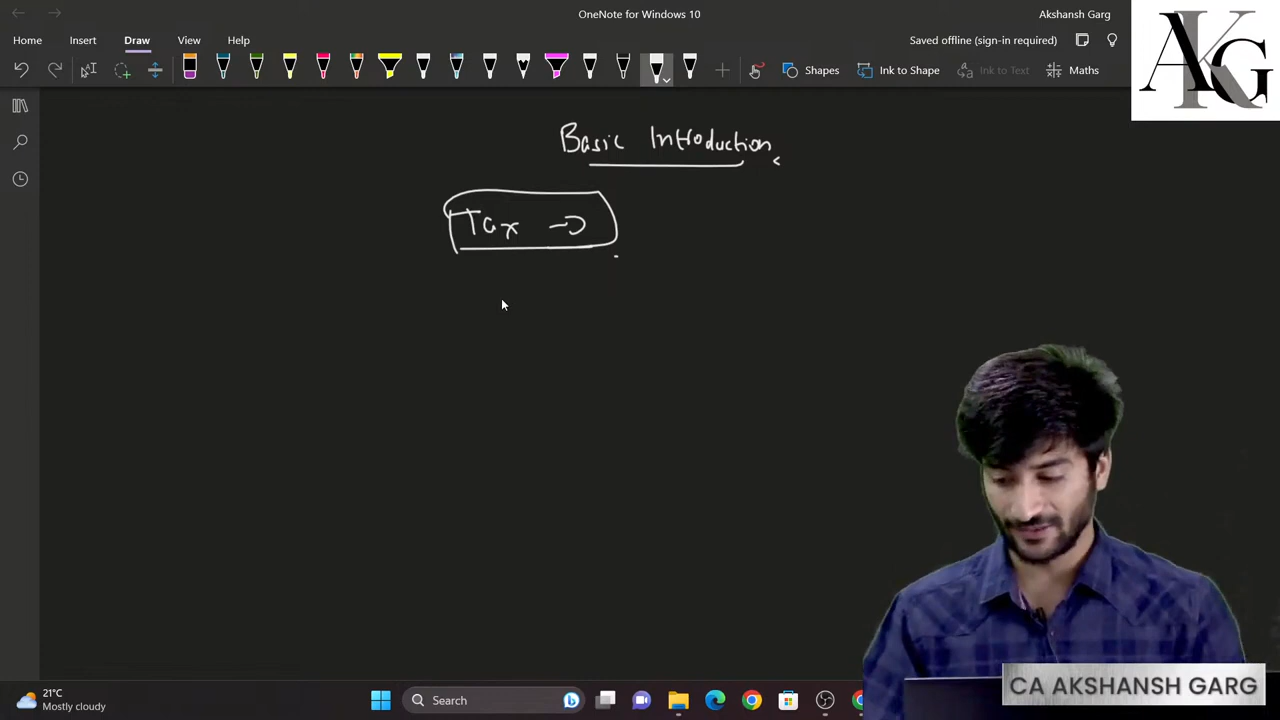 OneNote for Windows 10
Akshansh Garg
Home Insert Draw View Help
Saved offline (sign-in required)
Shapes Ink to Shape Ink to Text Maths
AKG
Basic Introduction
Tax →
21°C
Mostly cloudy
Search
CA AKSHANSH GARG